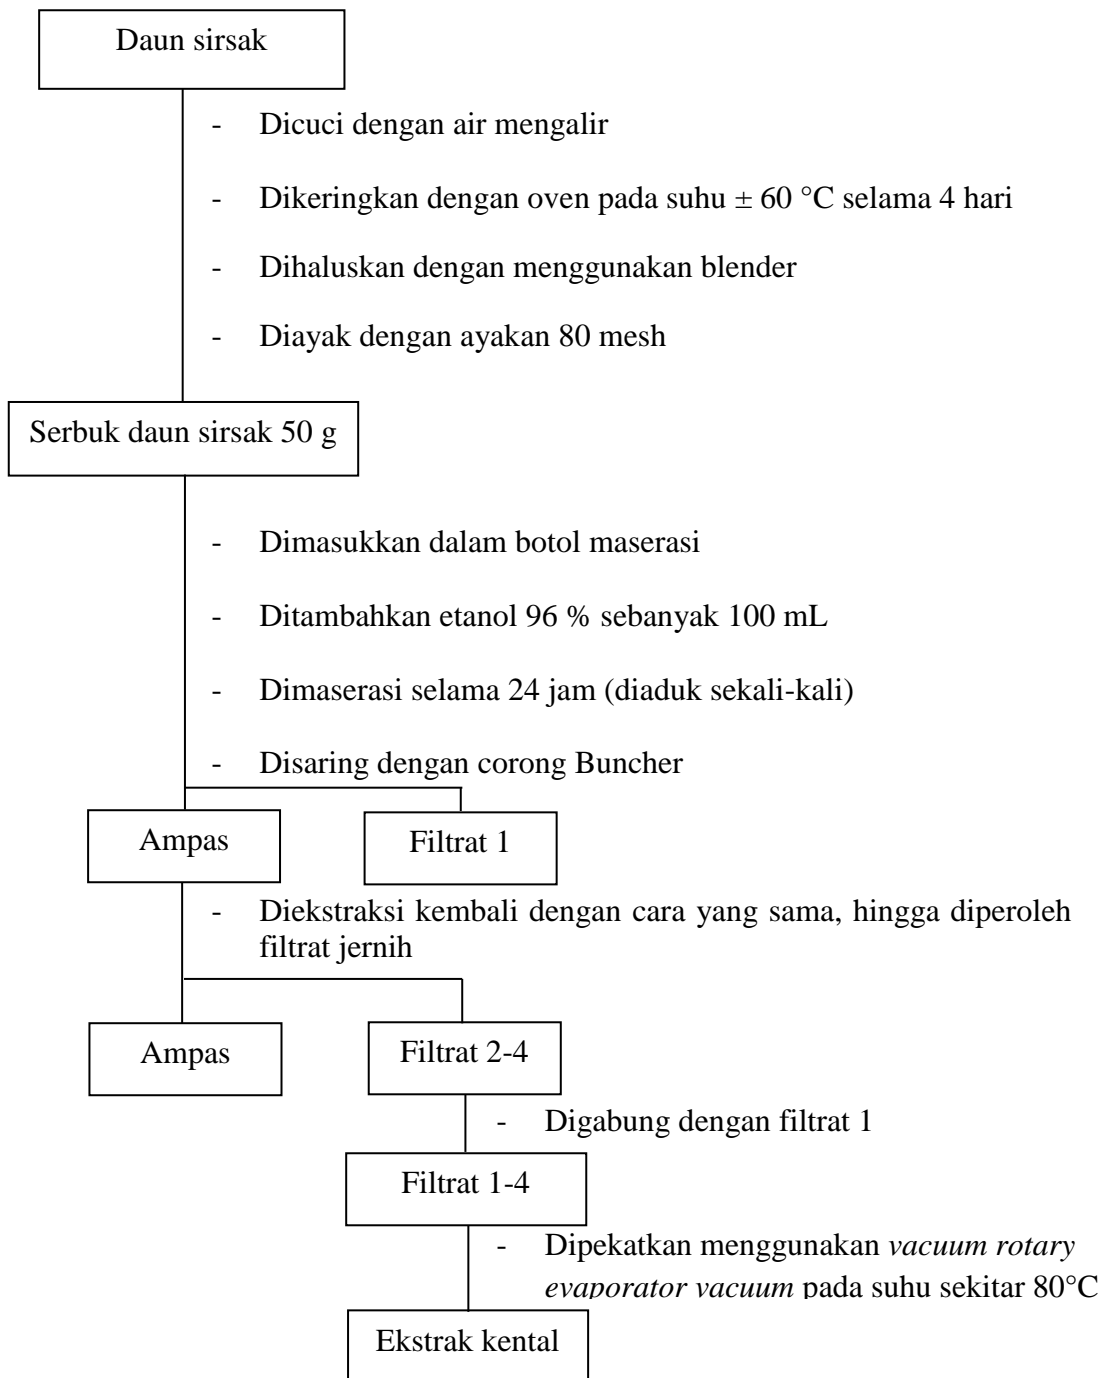 Daun sirsak
- Dicuci dengan air mengalir
- Dikeringkan dengan oven pada suhu ± 60 °C selama 4 hari
- Dihaluskan dengan menggunakan blender
- Diayak dengan ayakan 80 mesh
Serbuk daun sirsak 50 g
- Dimasukkan dalam botol maserasi
- Ditambahkan etanol 96 % sebanyak 100 mL
- Dimaserasi selama 24 jam (diaduk sekali-kali)
- Disaring dengan corong Buncher
Ampas
Filtrat 1
- Diekstraksi kembali dengan cara yang sama, hingga diperoleh
filtrat jernih
Ampas
Filtrat 2-4
- Digabung dengan filtrat 1
Filtrat 1-4
- Dipekatkan menggunakan vacuum rotary
evaporator vacuum pada suhu sekitar 80°C
Ekstrak kental